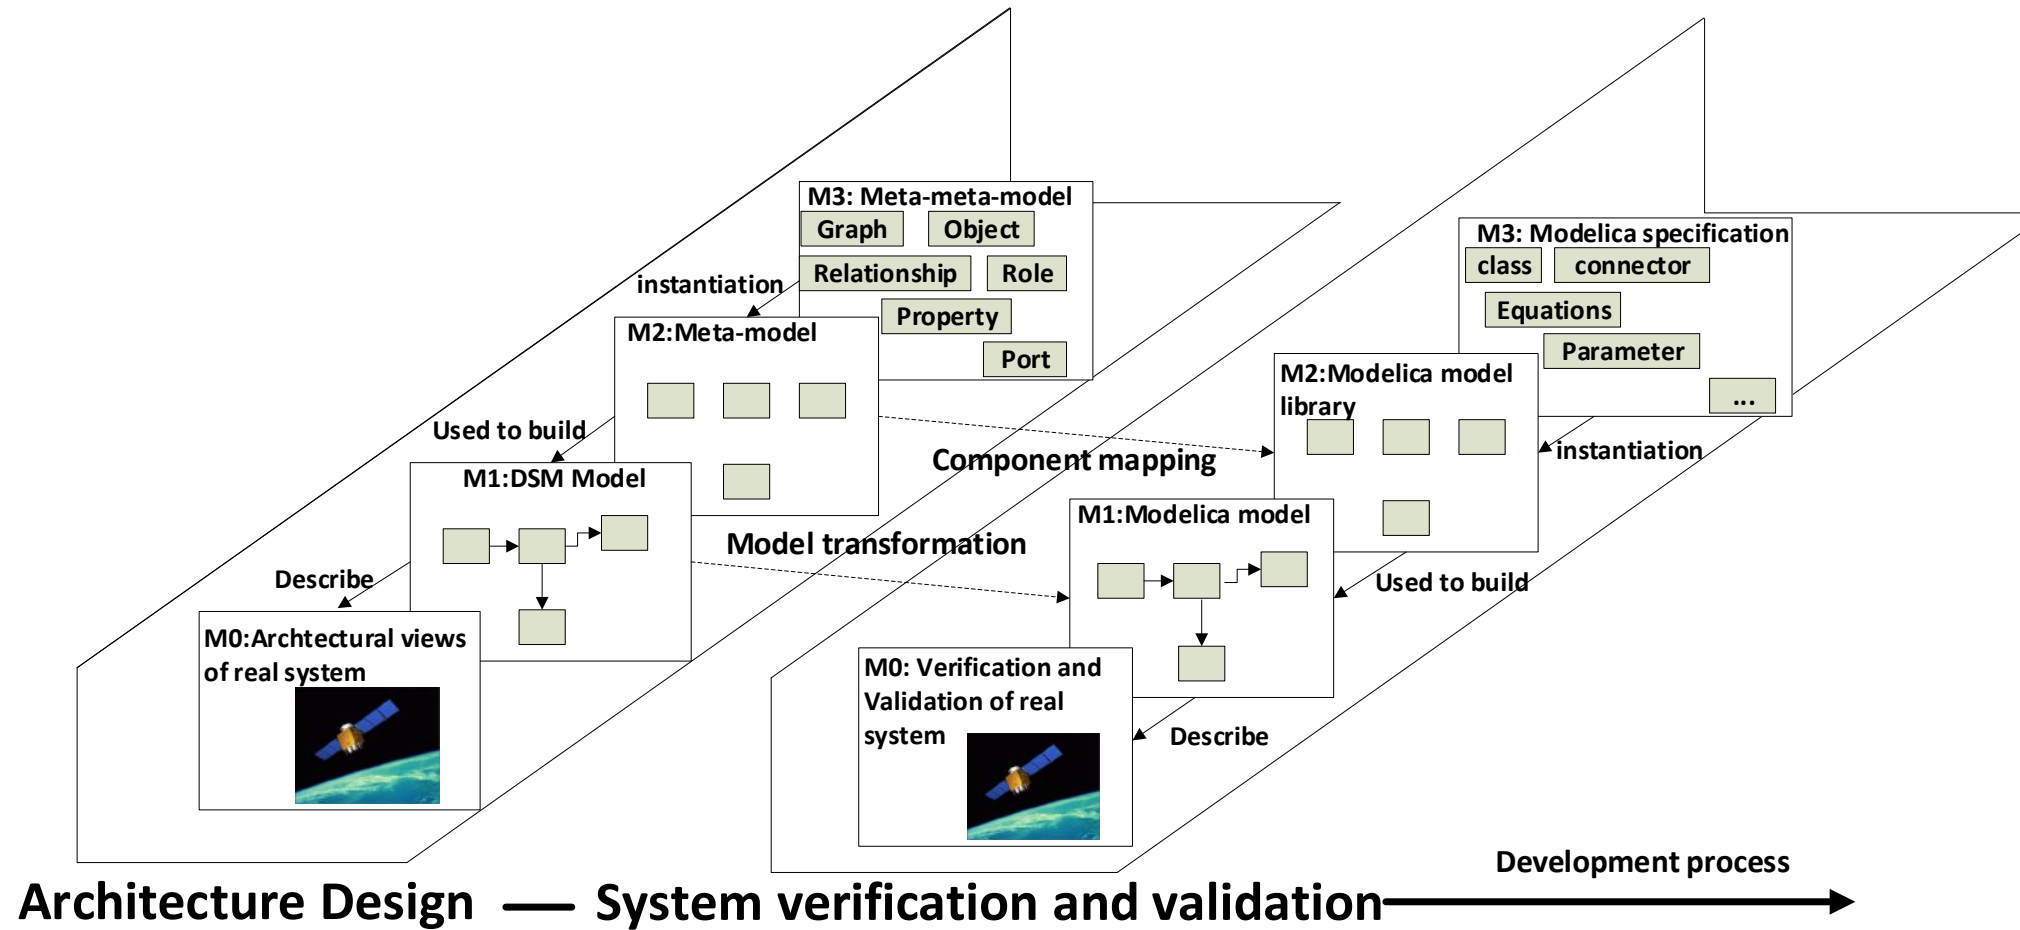 M3: Meta-meta-model
Graph
Object
Relationship
Role
Property
Port
instantiation
M2:Meta-model
Used to build
M1:DSM Model
Describe
M0:Archtectural views
of real system
Component mapping
Model transformation
M3: Modelica specification
class
connector
Equations
Parameter
...
instantiation
M2:Modelica model
library
Used to build
M1:Modelica model
Describe
M0: Verification and
Validation of real
system
Development process
Architecture Design — System verification and validation